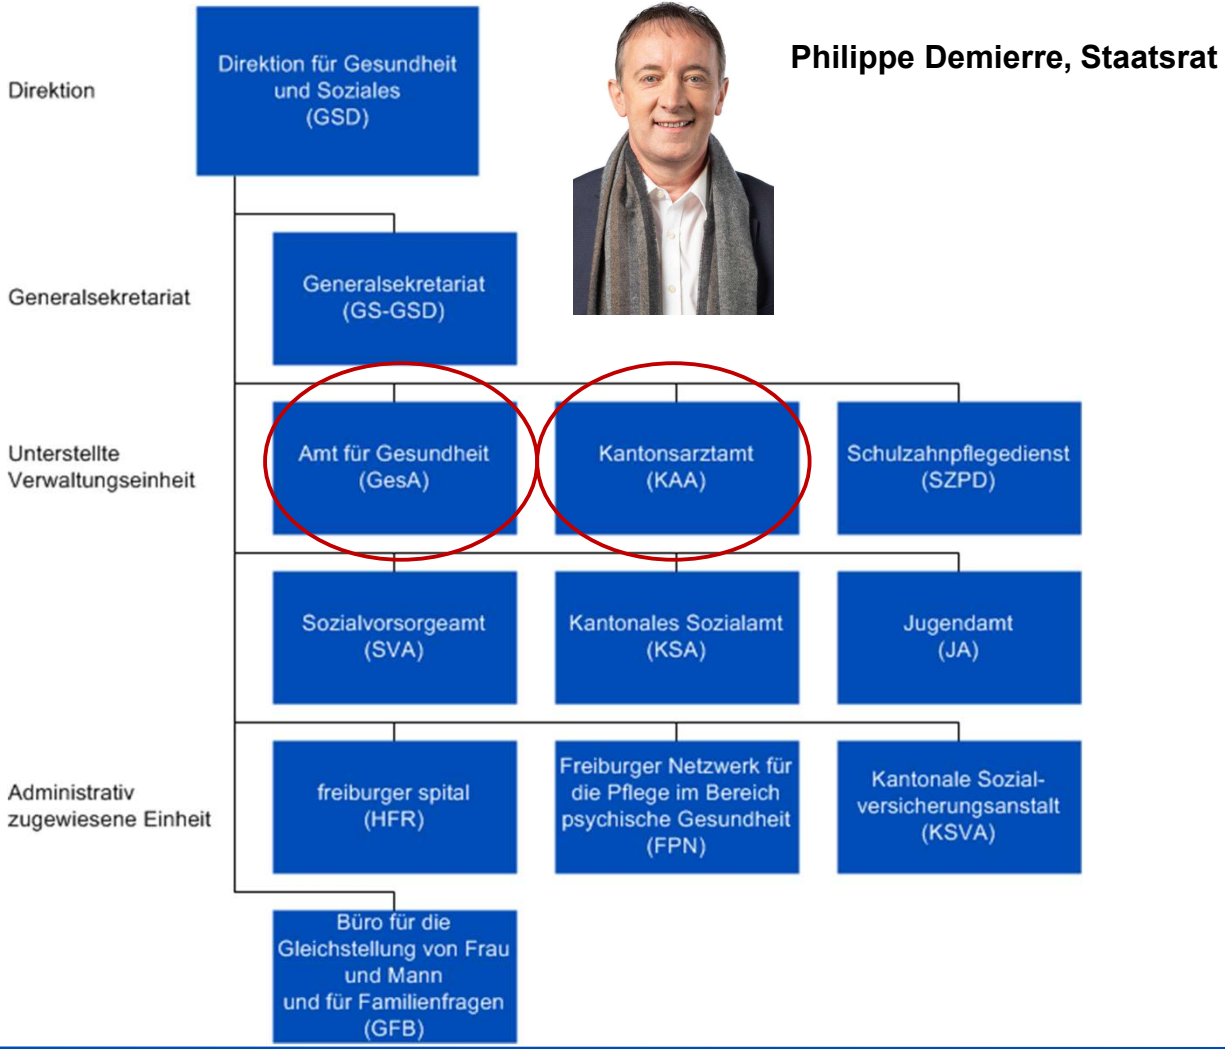 Philippe Demierre, Staatsrat
Direktion
Direktion für Gesundheit
und Soziales
(GSD)
Generalsekretariat
Generalsekretariat
(GS-GSD)
Unterstellte
Verwaltungseinheit
Amt für Gesundheit
(GesA)
Kantonsarztamt
(KAA)
Schulzahnpflegedienst
(SZPD)
Sozialvorsorgeamt
(SVA)
Kantonales Sozialamt
(KSA)
Jugendamt
(JA)
Administrativ
zugewiesene Einheit
freiburger spital
(HFR)
Freiburger Netzwerk für
die Pflege im Bereich
psychische Gesundheit
(FPN)
Kantonale Sozial-
versicherungsanstalt
(KSVA)
Büro für die
Gleichstellung von Frau
und Mann
und für Familienfragen
(GFB)